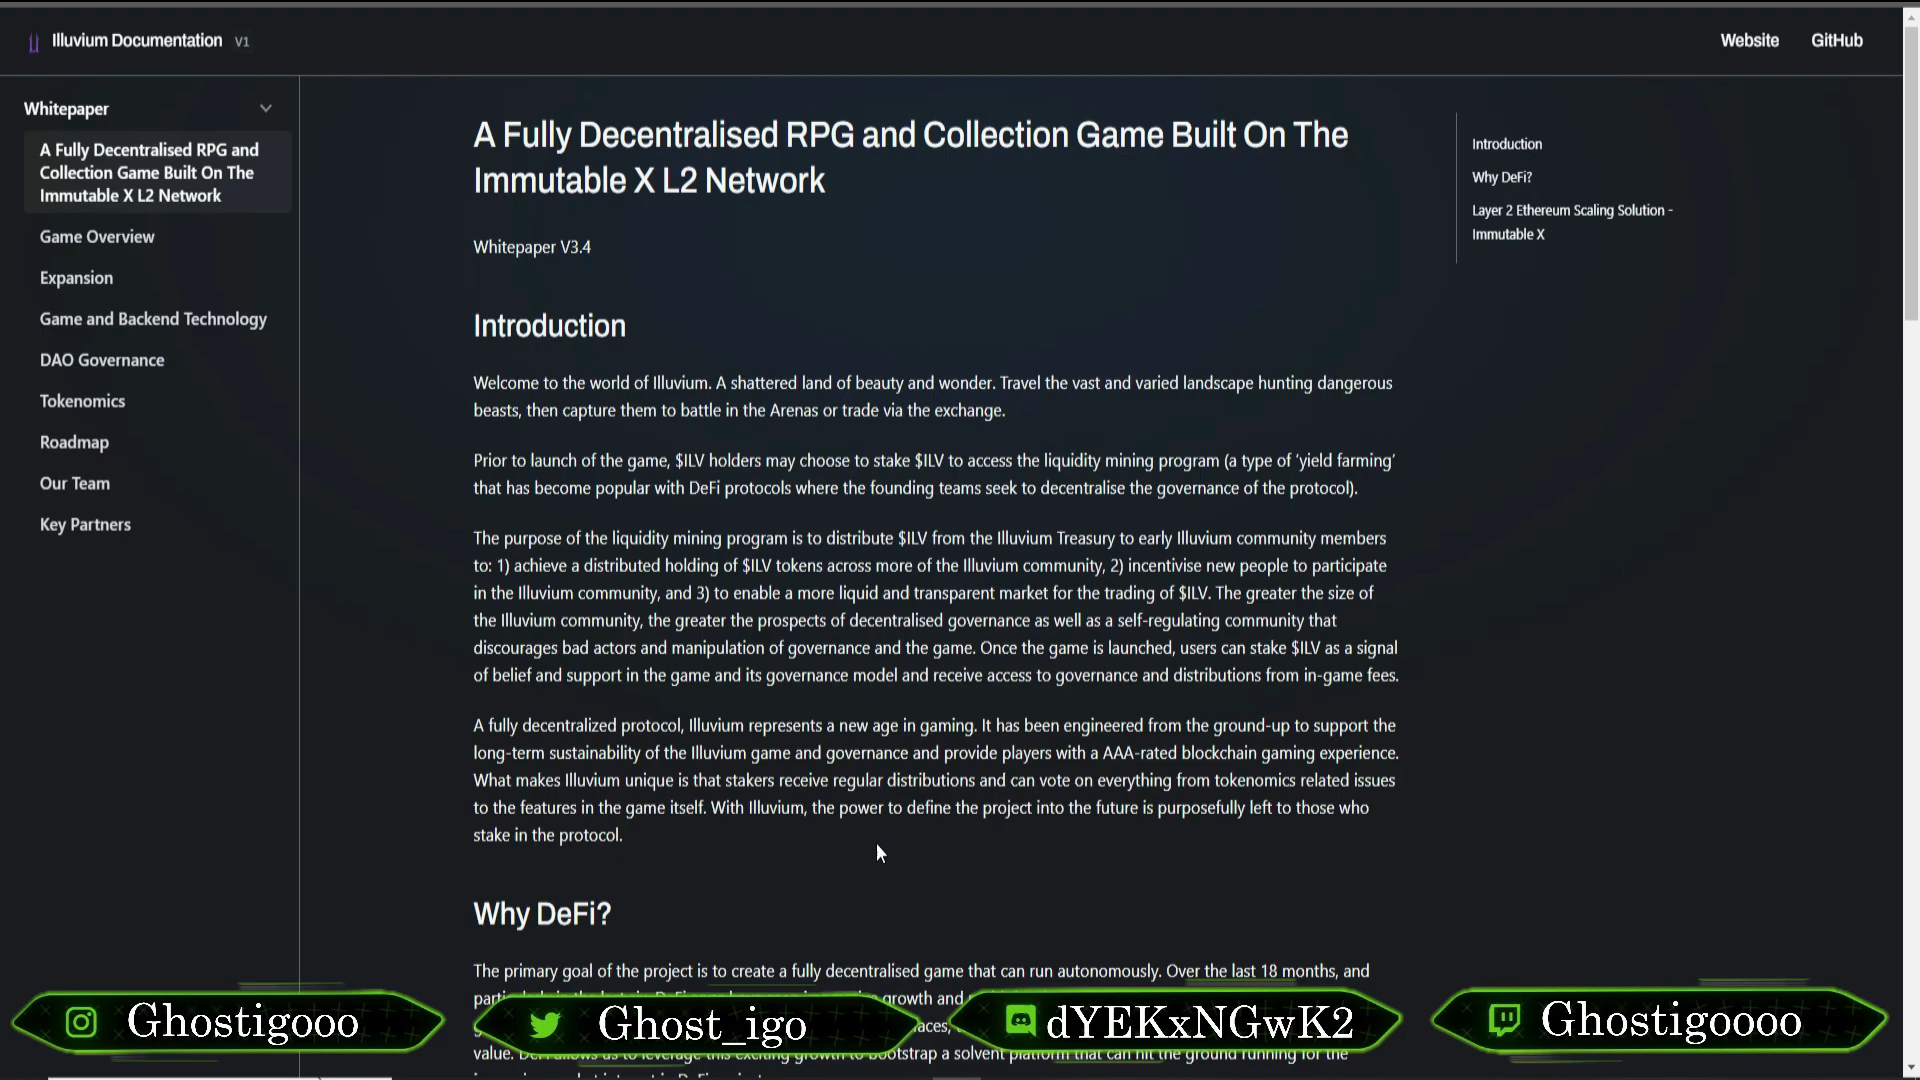 Illuvium Documentation V1
Website
GitHub
Whitepaper
A Fully Decentralised RPG and
Collection Game Built On The
Immutable X L2 Network
Game Overview
Expansion
Game and Backend Technology
DAO Governance
Tokenomics
Roadmap
Our Team
Key Partners
A Fully Decentralised RPG and Collection Game Built On The
Immutable X L2 Network
Whitepaper V3.4
Introduction
Welcome to the world of Illuvium. A shattered land of beauty and wonder. Travel the vast and varied landscape hunting dangerous
beasts, then capture them to battle in the Arenas or trade via the exchange.
Prior to launch of the game, $ILV holders may choose to stake $ILV to access the liquidity mining program (a type of ‘yield farming’
that has become popular with DeFi protocols where the founding teams seek to decentralise the governance of the protocol).
The purpose of the liquidity mining program is to distribute $ILV from the Illuvium Treasury to early Illuvium community members
to: 1) achieve a distributed holding of $ILV tokens across more of the Illuvium community, 2) incentivise new people to participate
in the Illuvium community, and 3) to enable a more liquid and transparent market for the trading of $ILV. The greater the size of
the Illuvium community, the greater the prospects of decentralised governance as well as a self-regulating community that
discourages bad actors and manipulation of governance and the game. Once the game is launched, users can stake $ILV as a signal
of belief and support in the game and its governance model and receive access to governance and distributions from in-game fees.
A fully decentralized protocol, Illuvium represents a new age in gaming. It has been engineered from the ground-up to support the
long-term sustainability of the Illuvium game and governance and provide players with a AAA-rated blockchain gaming experience.
What makes Illuvium unique is that stakers receive regular distributions and can vote on everything from tokenomics related issues
to the features in the game itself. With Illuvium, the power to define the project into the future is purposefully left to those who
stake in the protocol.
Why DeFi?
The primary goal of the project is to create a fully decentralised game that can run autonomously. Over the last 18 months, and
growth and
value. DeFi allows us to leverage this exciting growth to bootstrap a solvent platform that can hit the ground running for the
Introduction
Why DeFi?
Layer 2 Ethereum Scaling Solution -
Immutable X
Ghostigooo
Ghost_igo
dYEKxNGwK2
Ghostigoooo